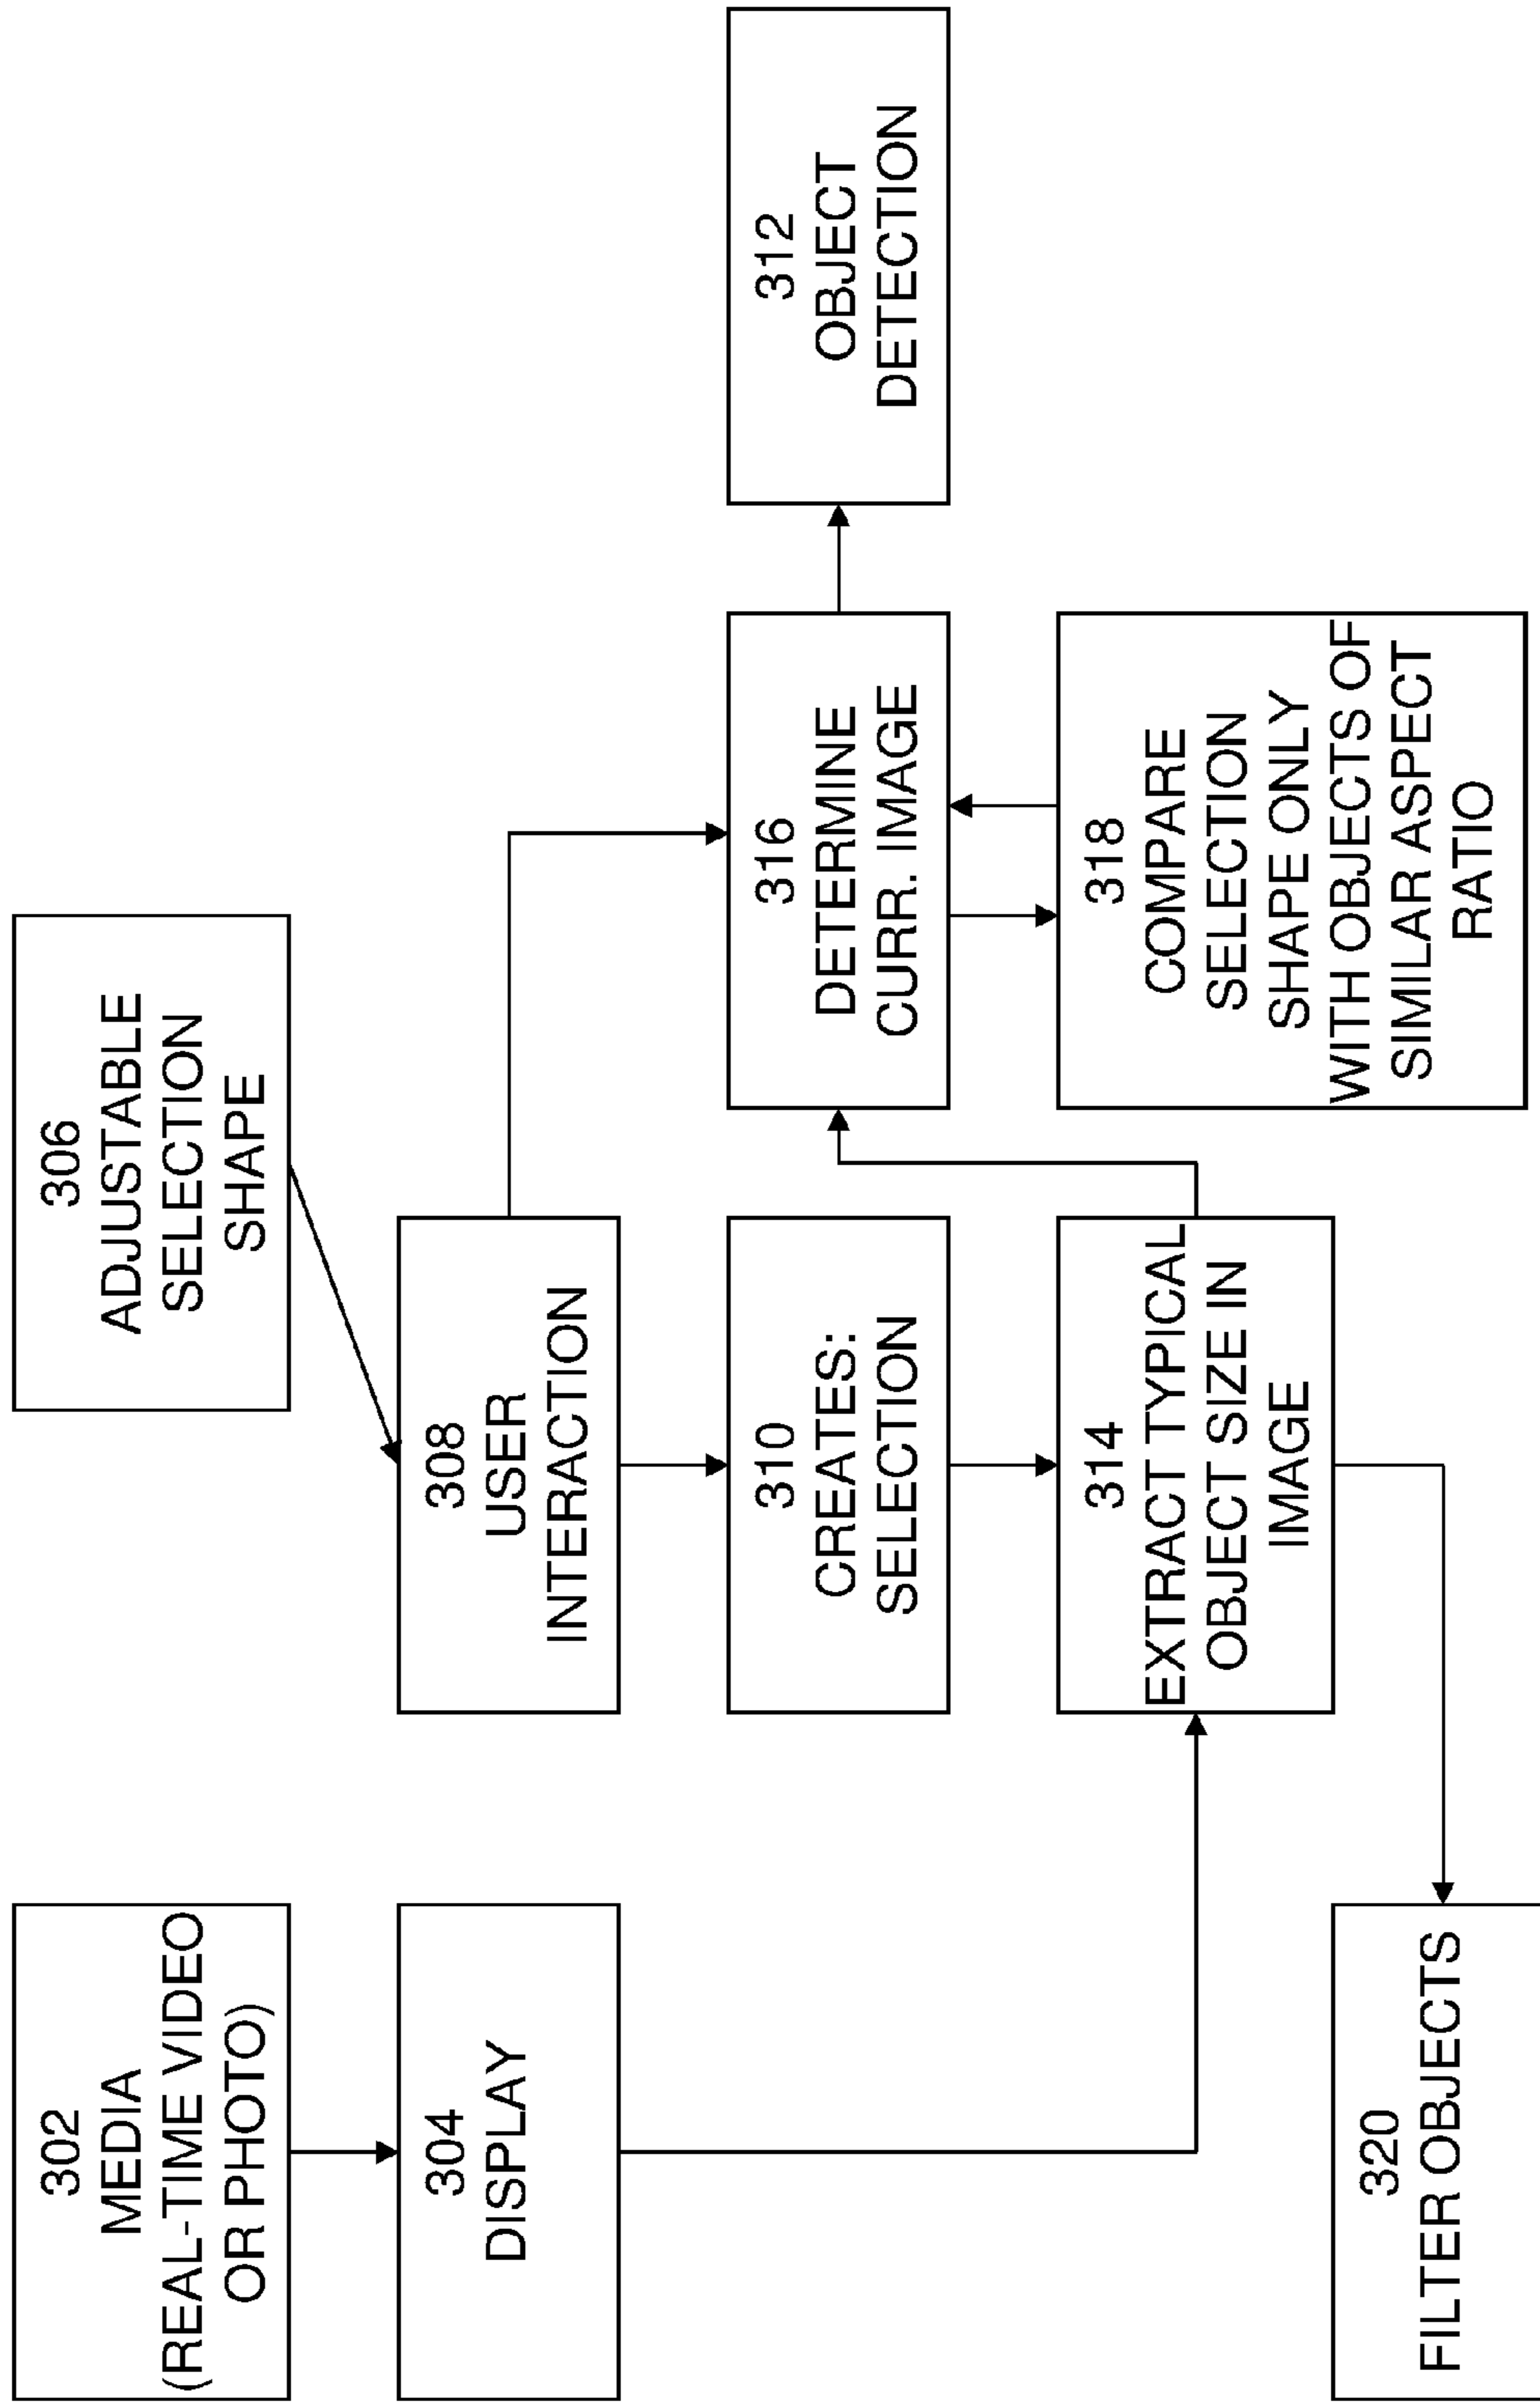 302
MEDIA
(REAL-TIME VIDEO
OR PHOTO)
304
DISPLAY
306
ADJUSTABLE
SELECTION
SHAPE
308
USER
INTERACTION
310
CREATES:
SELECTION
312
OBJECT
DETECTION
314
EXTRACT TYPICAL
OBJECT SIZE IN
IMAGE
316
DETERMINE
CURR. IMAGE
318
COMPARE
SELECTION
SHAPE ONLY
WITH OBJECTS OF
SIMILAR ASPECT
RATIO
320
FILTER OBJECTS